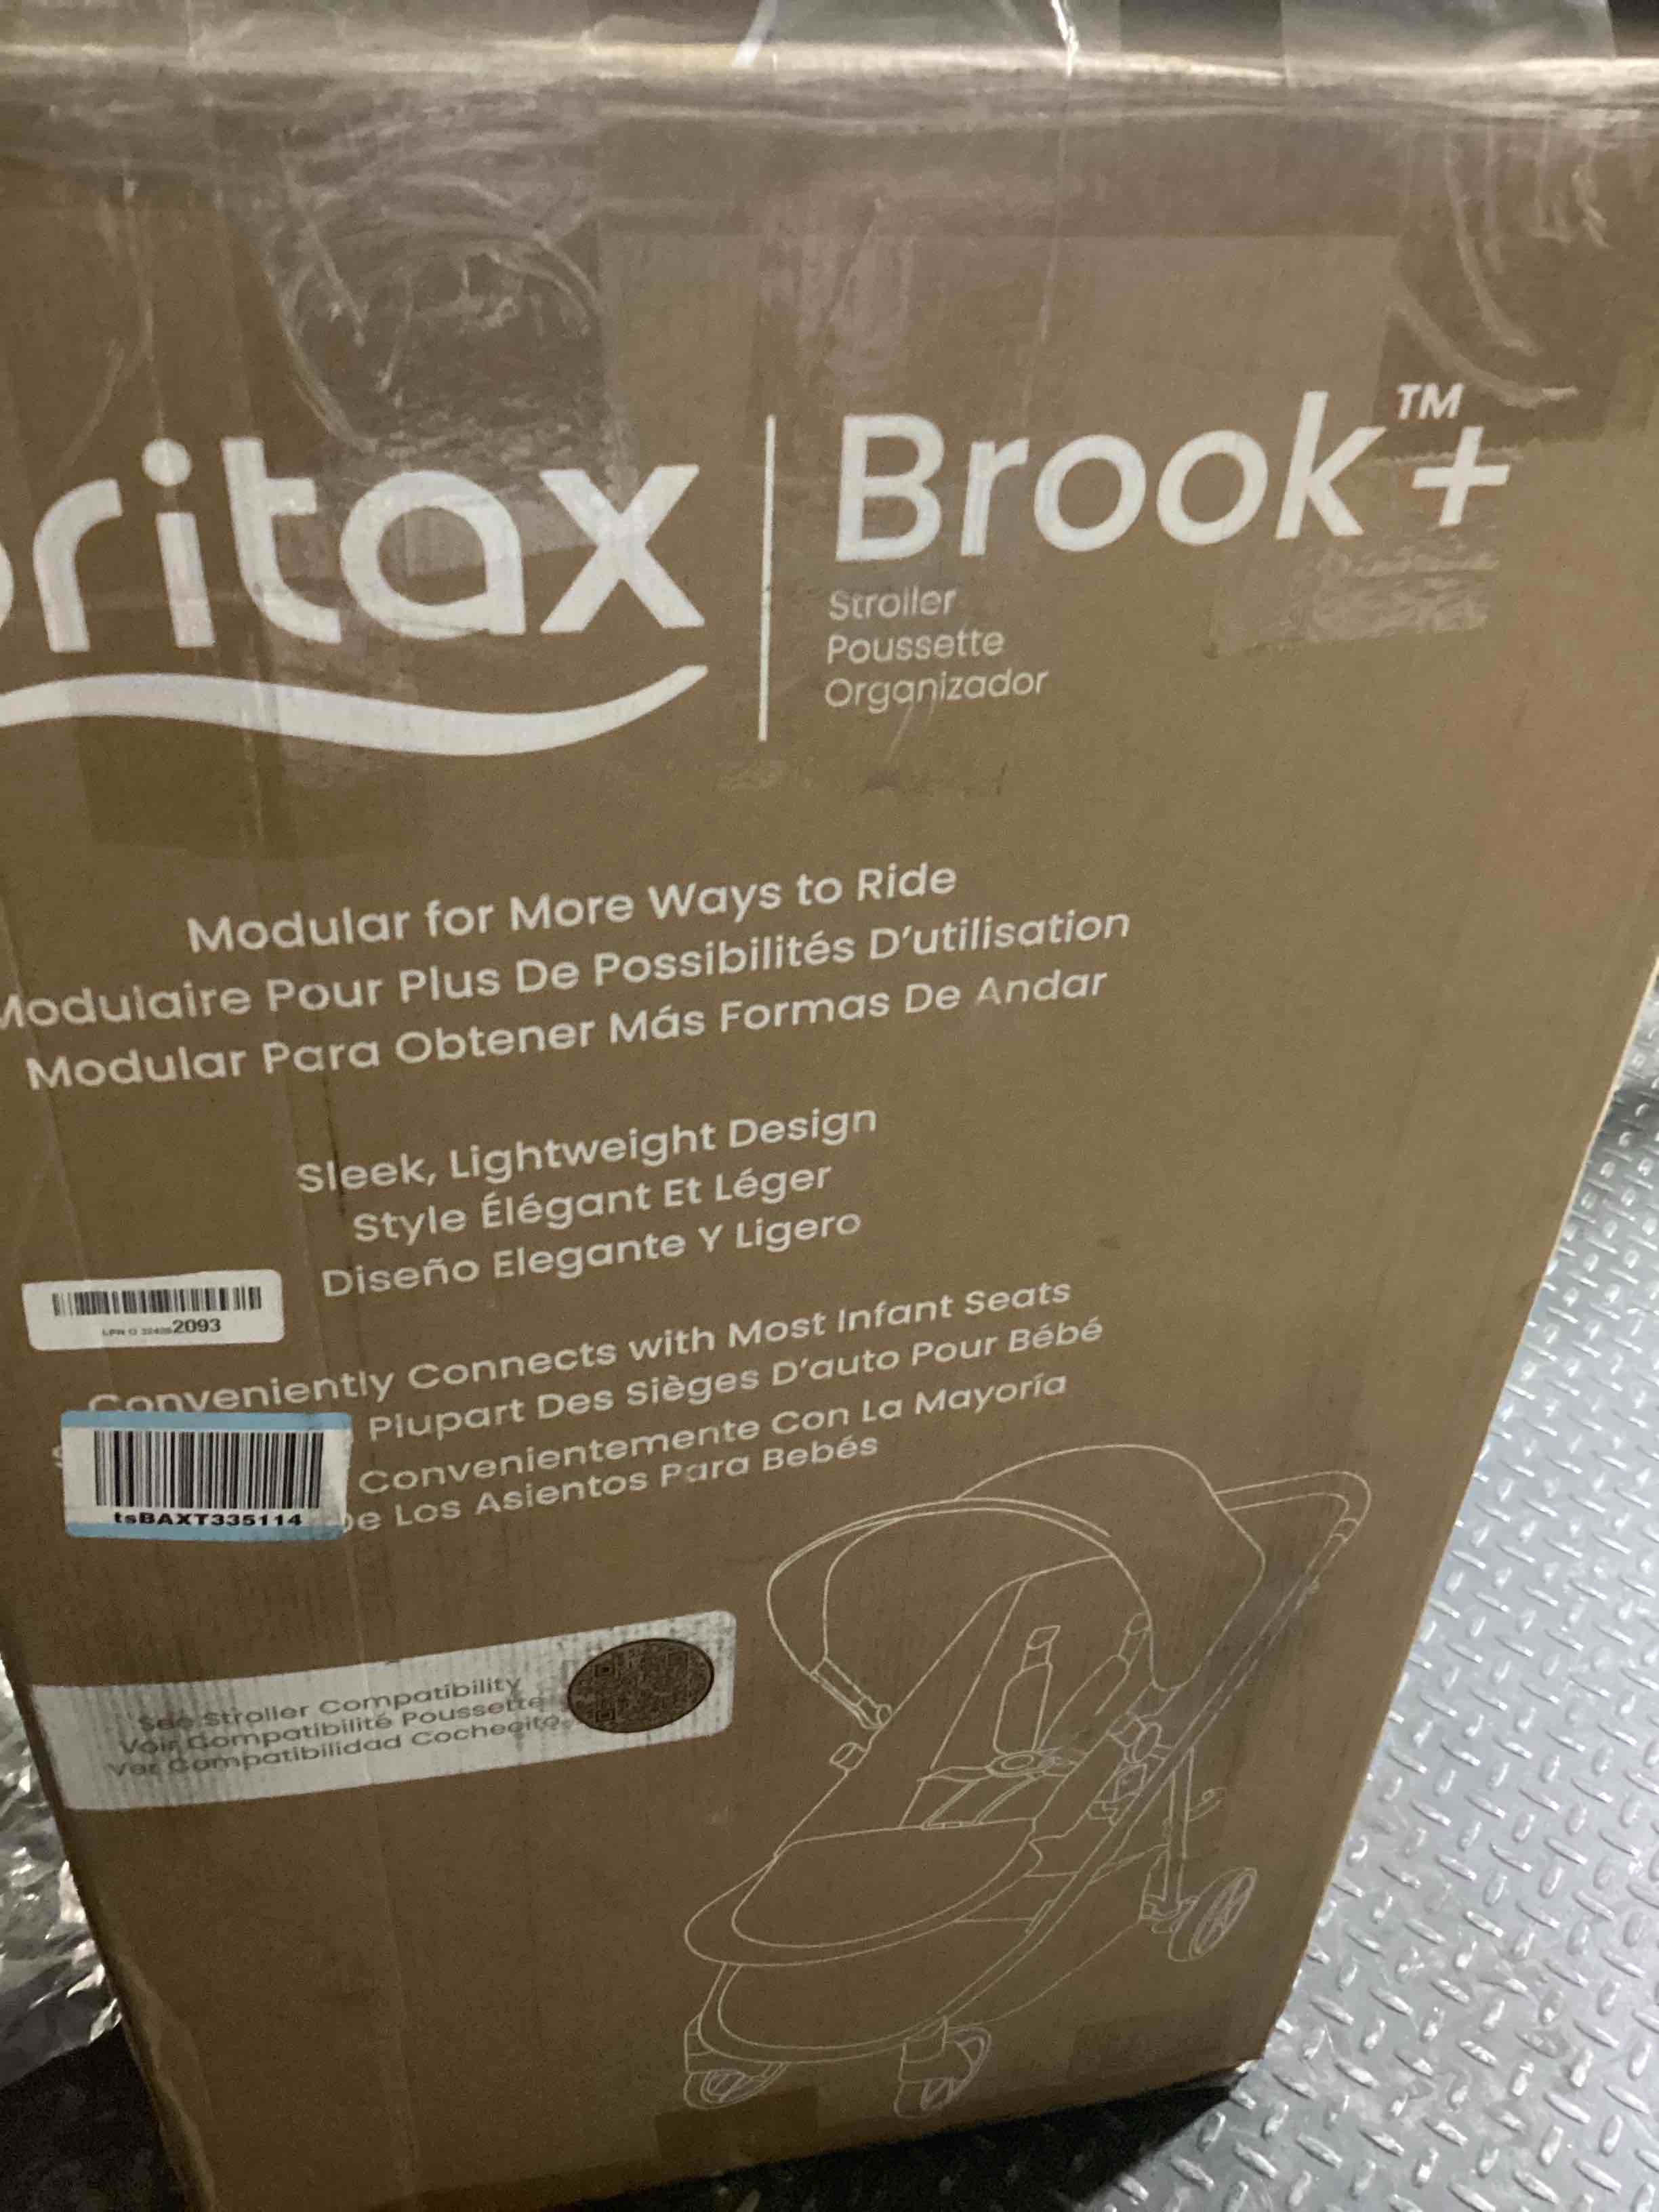 ritax
Brook™+
Stroller
Poussette
Organizador
Modular for More Ways to Ride
Modulaire Pour Plus De Possibilités D'utilisation
Modular Para Obtener Más Formas De Andar
Sleek, Lightweight Design
Style Élégant Et Léger
Diseño Elegante Y Ligero
2093
Conveniently Connects with Most Infant Seats
Plupart Des Sièges D'auto Pour Bébé
Convenientemente Con La Mayoría
De Los Asientos Para Bebés
tsBAXT335114
See Stroller Compatibility
Voir Compatibilité Poussette
Ver Compatibilidad Cochecito